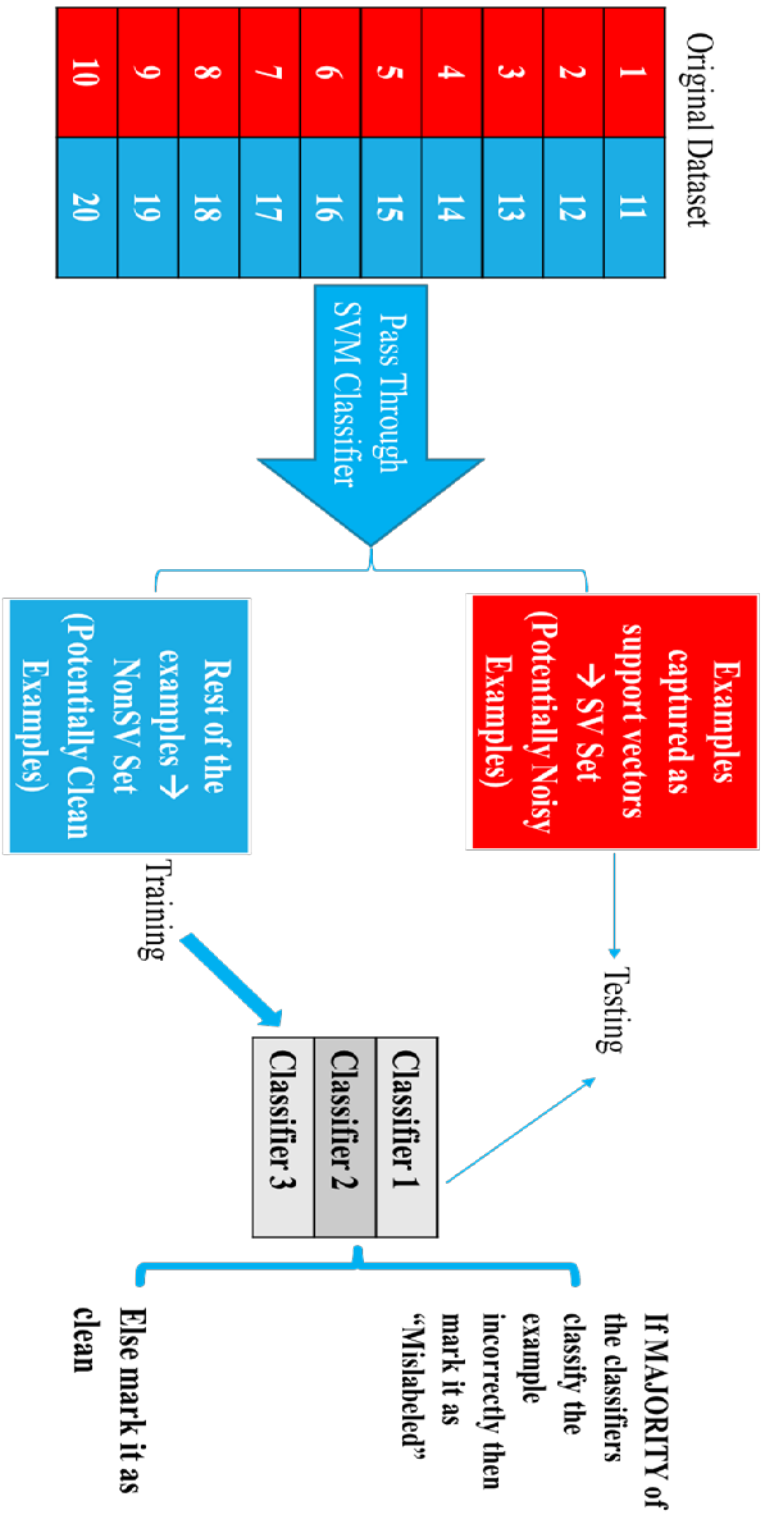 Original Dataset
1 11
2 12
3 13
4 14
5 15
6 16
7 17
8 18
9 19
10 20
Pass Through
SVM Classifier
Examples
captured as
support vectors
→ SV Set
(Potentially Noisy
Examples)
Rest of the
examples →
NonSV Set
(Potentially Clean
Examples)
Testing
Training
Classifier 1
Classifier 2
Classifier 3
If MAJORITY of
the classifiers
classify the
example
incorrectly then
mark it as
“Mislabeled”
Else mark it as
clean